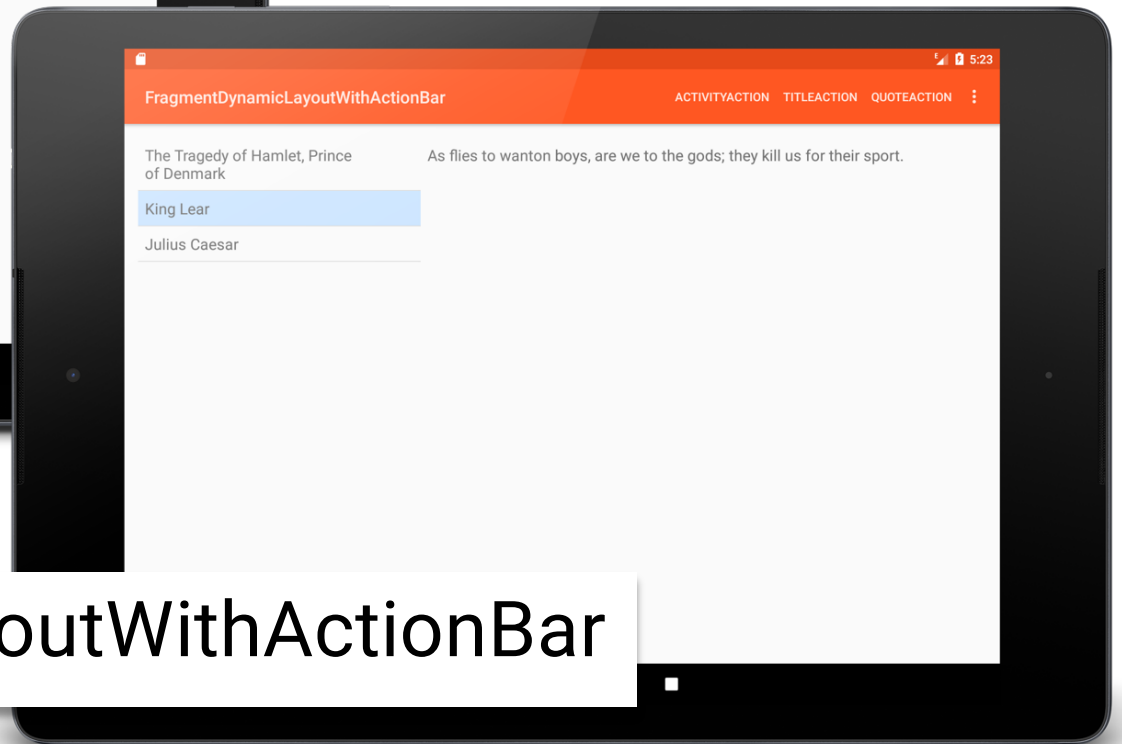 E 5:23
FragmentDynamicLayoutWithActionBar ACTIVITYACTION TITLEACTION QUOTEACTION
The Tragedy of Hamlet, Prince
of Denmark
As flies to wanton boys, are we to the gods; they kill us for their sport.
King Lear
Julius Caesar
outWithActionBar